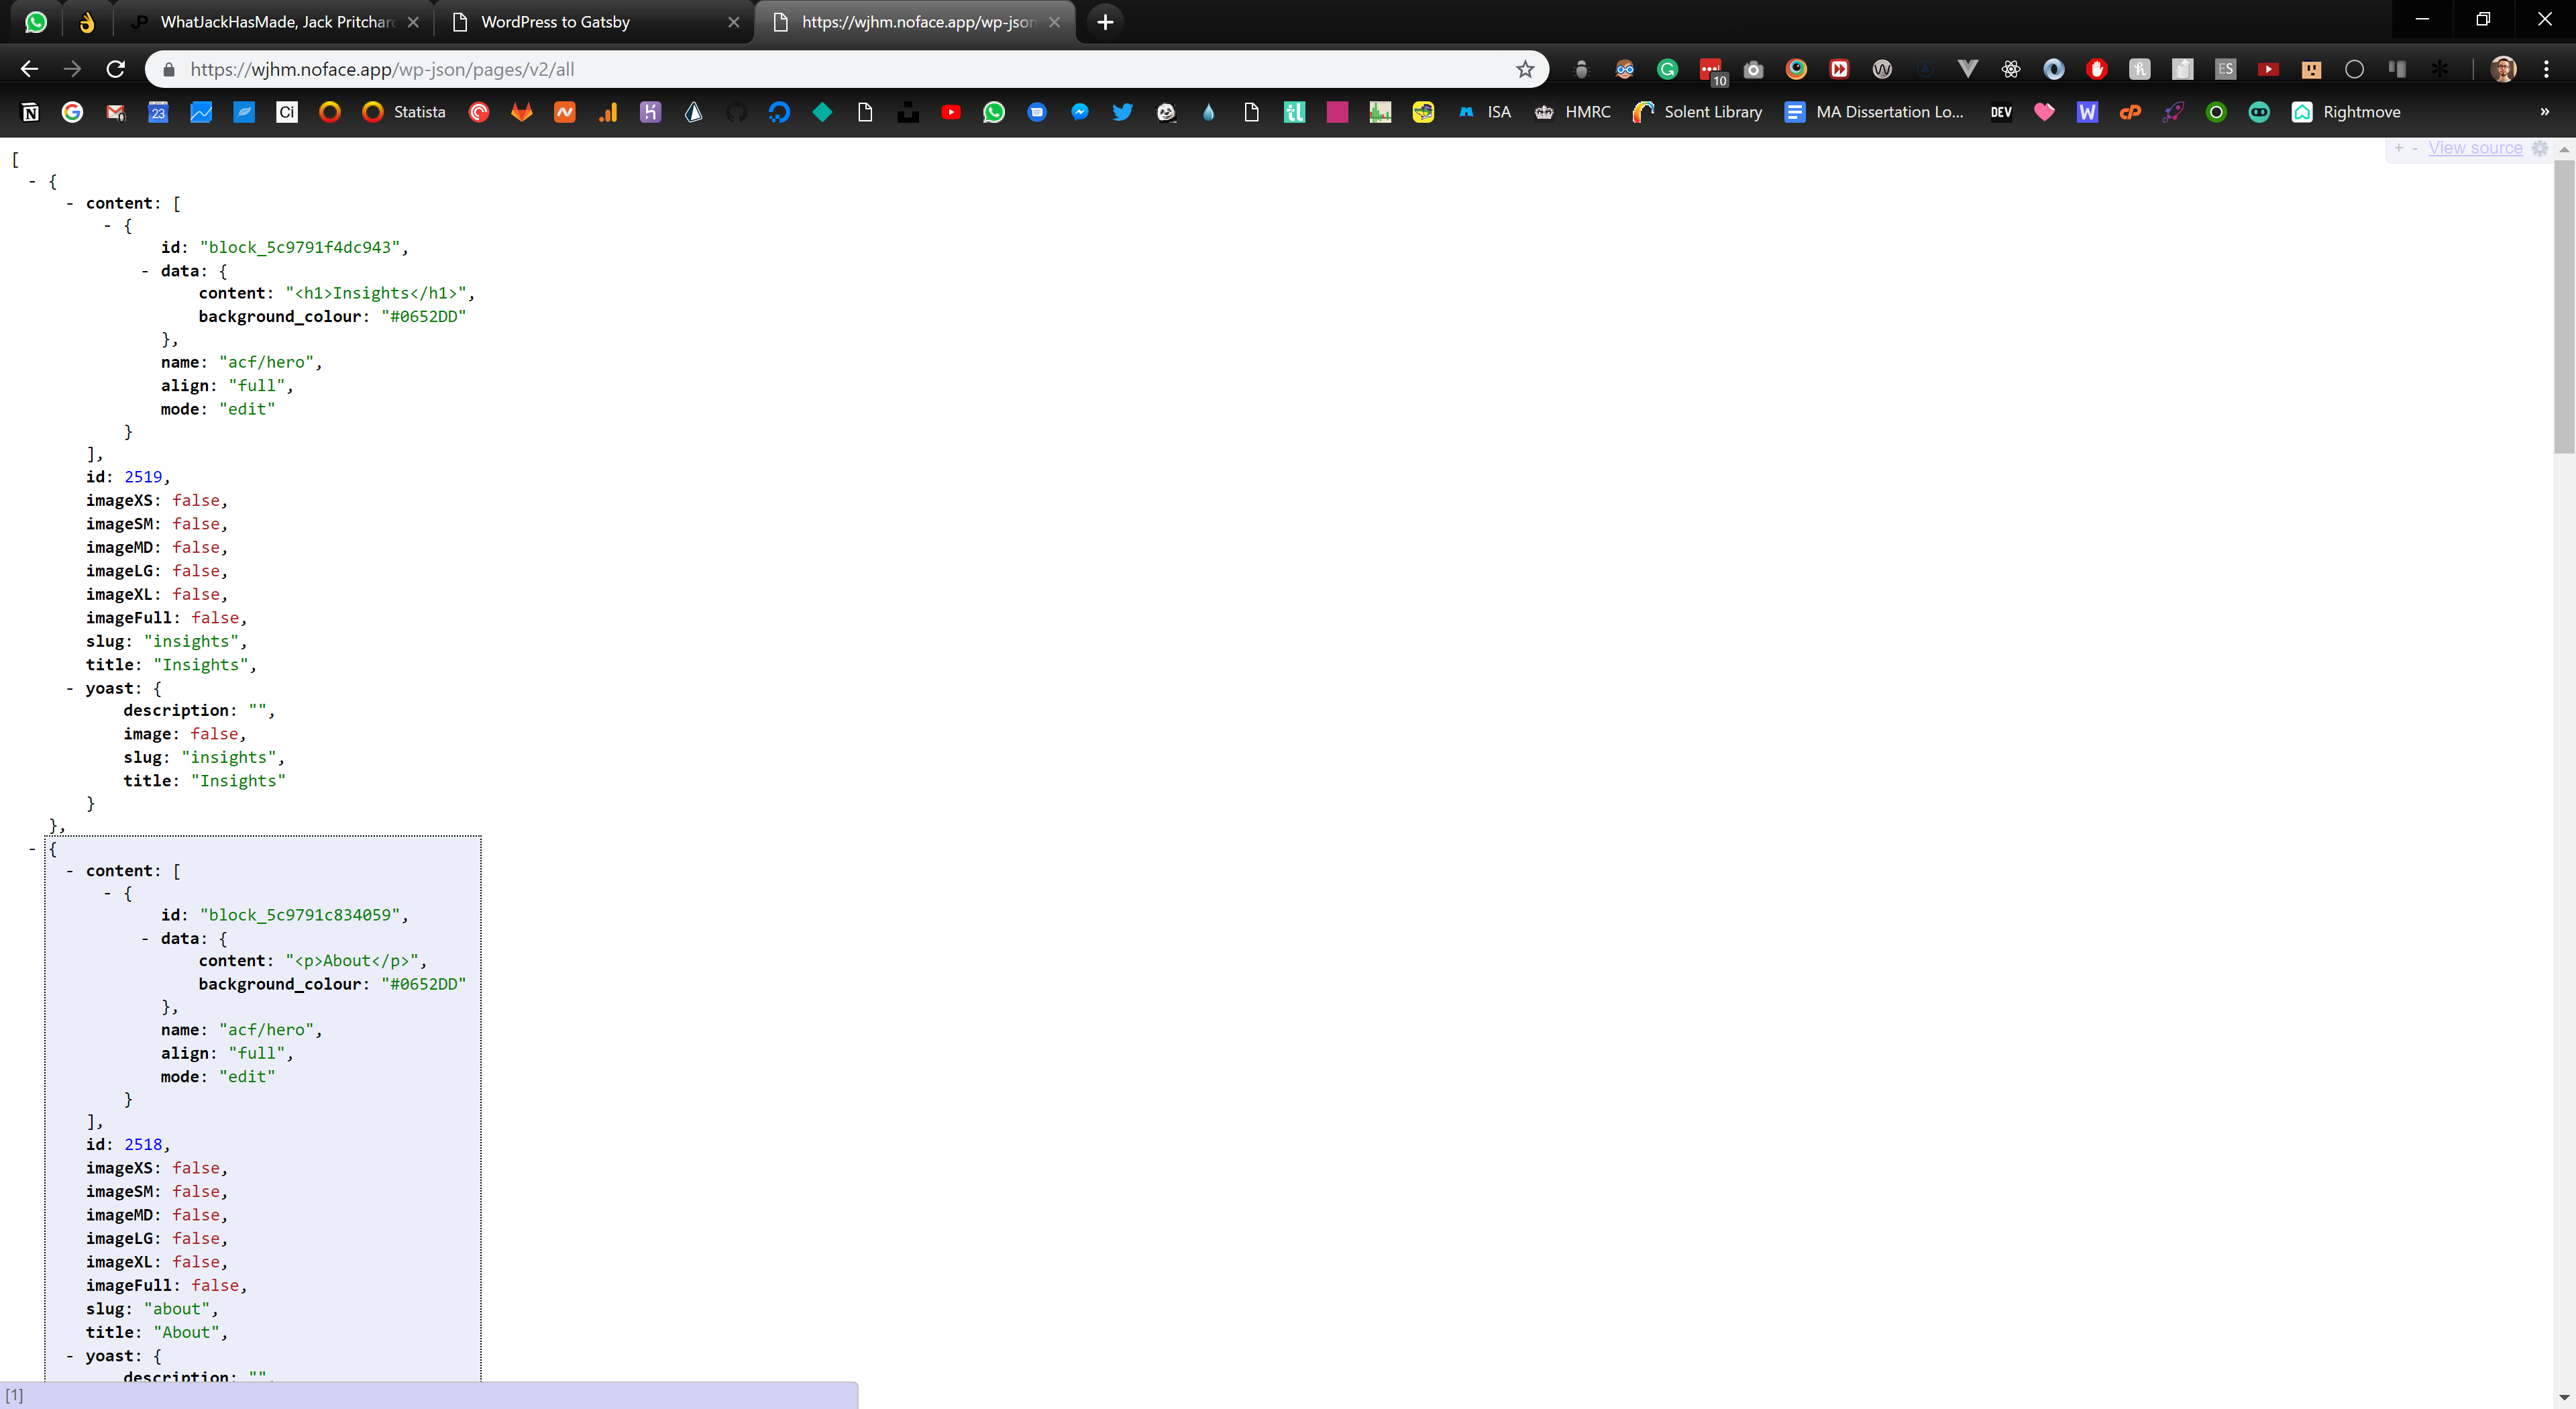 WhatJackHasMade, Jack Pritchar
WordPress to Gatsby
https://wjhm.noface.app/wp-json
https://wjhm.noface.app/wp-json/pages/v2/all
10
ES
23
Ci
Statista
ISA
HMRC
Solent Library
MA Dissertation Lo...
DEV
Rightmove
»
+ - View source
[
- {
- content: [
- {
id: "block_5c9791f4dc943",
- data: {
content: "<h1>Insights</h1>",
background_colour: "#0652DD"
},
name: "acf/hero",
align: "full",
mode: "edit"
}
],
id: 2519,
imageXS: false,
imageSM: false,
imageMD: false,
imageLG: false,
imageXL: false,
imageFull: false,
slug: "insights",
title: "Insights",
- yoast: {
description: "",
image: false,
slug: "insights",
title: "Insights"
}
},
- {
- content: [
- {
id: "block_5c9791c834059",
- data: {
content: "<p>About</p>",
background_colour: "#0652DD"
},
name: "acf/hero",
align: "full",
mode: "edit"
}
],
id: 2518,
imageXS: false,
imageSM: false,
imageMD: false,
imageLG: false,
imageXL: false,
imageFull: false,
slug: "about",
title: "About",
- yoast: {
description: "",
[1]